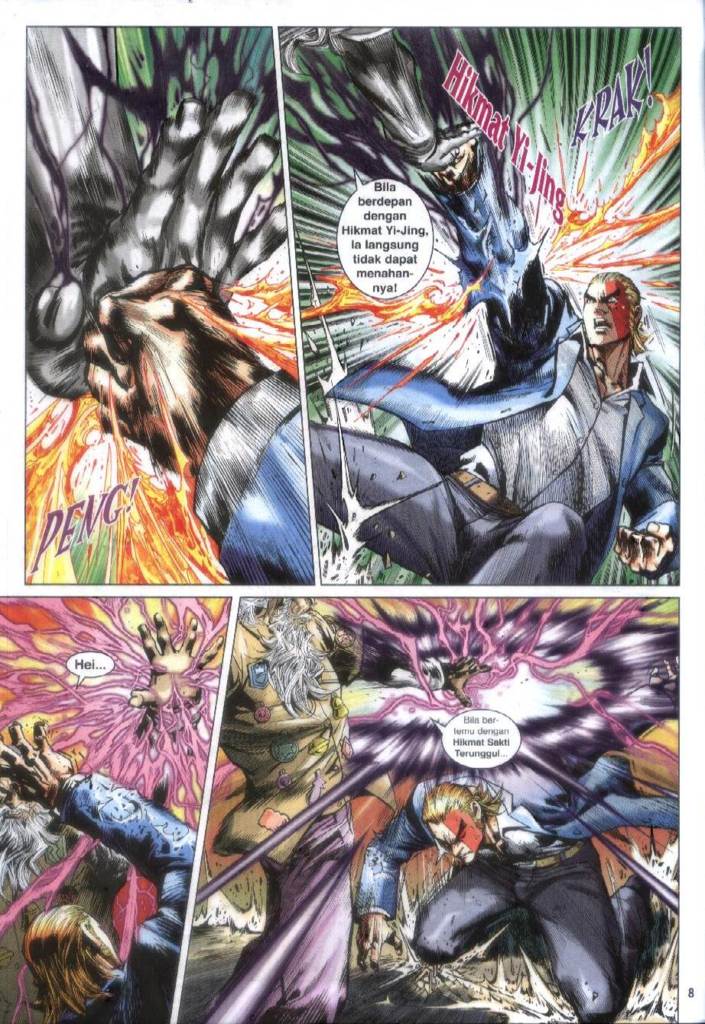 PENG!
Hikmat Yi-Jing
KRAK!
Bila
berdepan
dengan
Hikmat Yi-Jing,
Ia langsung
tidak dapat
menahan-
nya!
Hei...
Bila ber-
temu dengan
Hikmat Sakti
Terunggul...
8